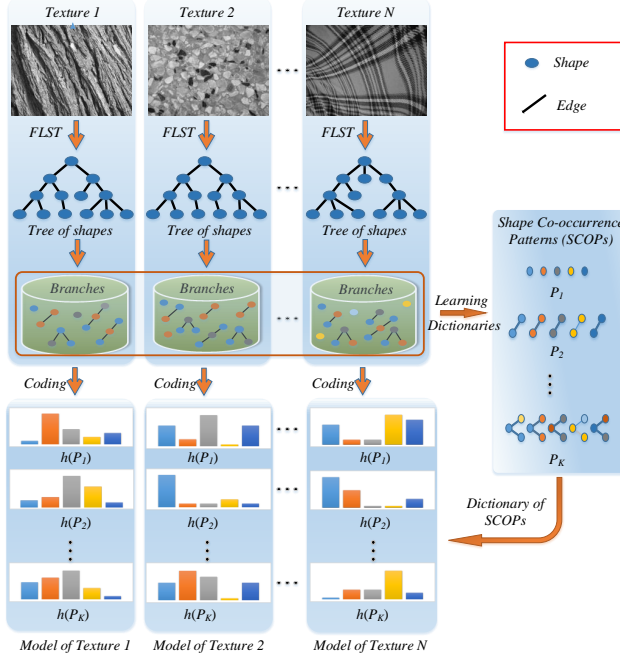 Texture 1
Texture 2
Texture N
...
Shape
Edge
FLST
FLST
FLST
...
Tree of shapes
Tree of shapes
Tree of shapes
Branches
Branches
...
Branches
Learning
Dictionaries
Shape Co-occurrence
Patterns (SCOPs)
P1
P2
PK
Coding
Coding
Coding
h(P1)
h(P1)
...
h(P1)
h(P2)
h(P2)
...
h(P2)
Dictionary of
SCOPs
h(PK)
h(PK)
...
h(PK)
Model of Texture 1
Model of Texture 2
Model of Texture N